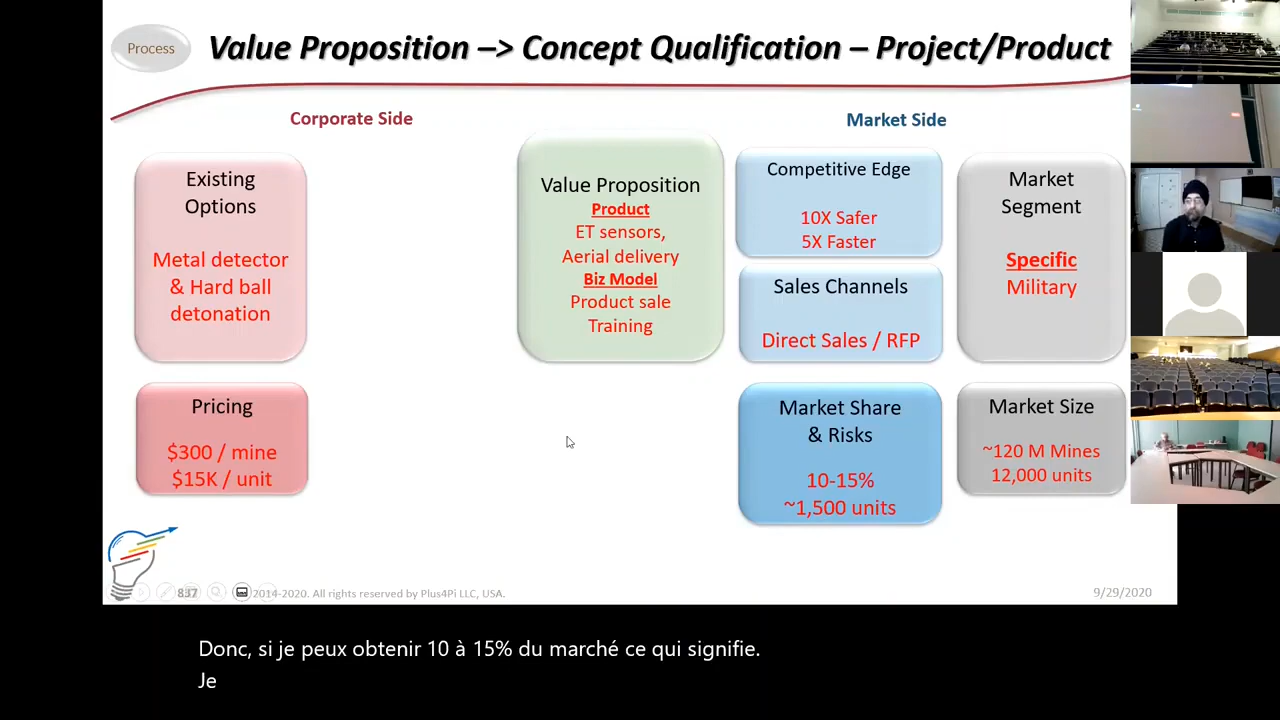 Process
Value Proposition –> Concept Qualification – Project/Product
Corporate Side
Market Side
Existing
Options
Metal detector
& Hard ball
detonation
Pricing
$300 / mine
$15K / unit
Value Proposition
Product
ET sensors,
Aerial delivery
Biz Model
Product sale
Training
Competitive Edge
10X Safer
5X Faster
Sales Channels
Direct Sales / RFP
Market Share
& Risks
10-15%
~1,500 units
Market
Segment
Specific
Military
Market Size
~120 M Mines
12,000 units
837
2014-2020. All rights reserved by Plus4Pi LLC, USA.
9/29/2020
Donc, si je peux obtenir 10 à 15% du marché ce qui signifie.
Je